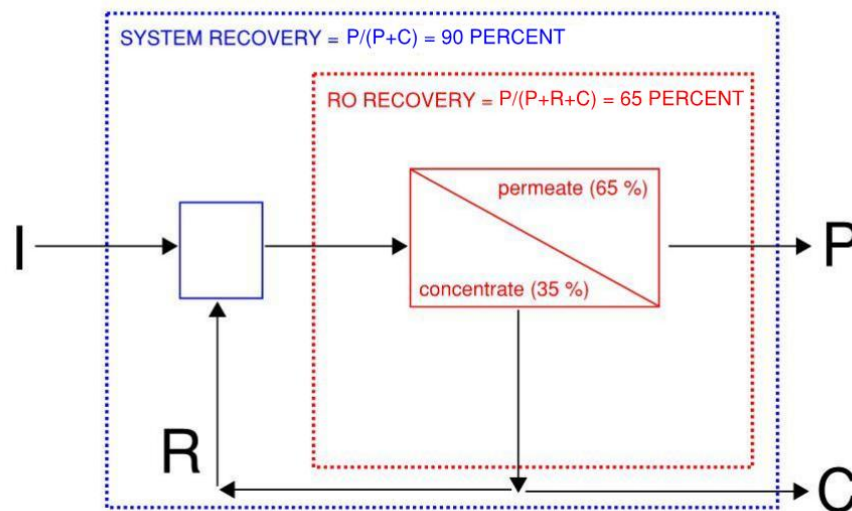 SYSTEM RECOVERY = P/(P+C) = 90 PERCENT
RO RECOVERY = P/(P+R+C) = 65 PERCENT
permeate (65 %)
I
P
concentrate (35 %)
R
C